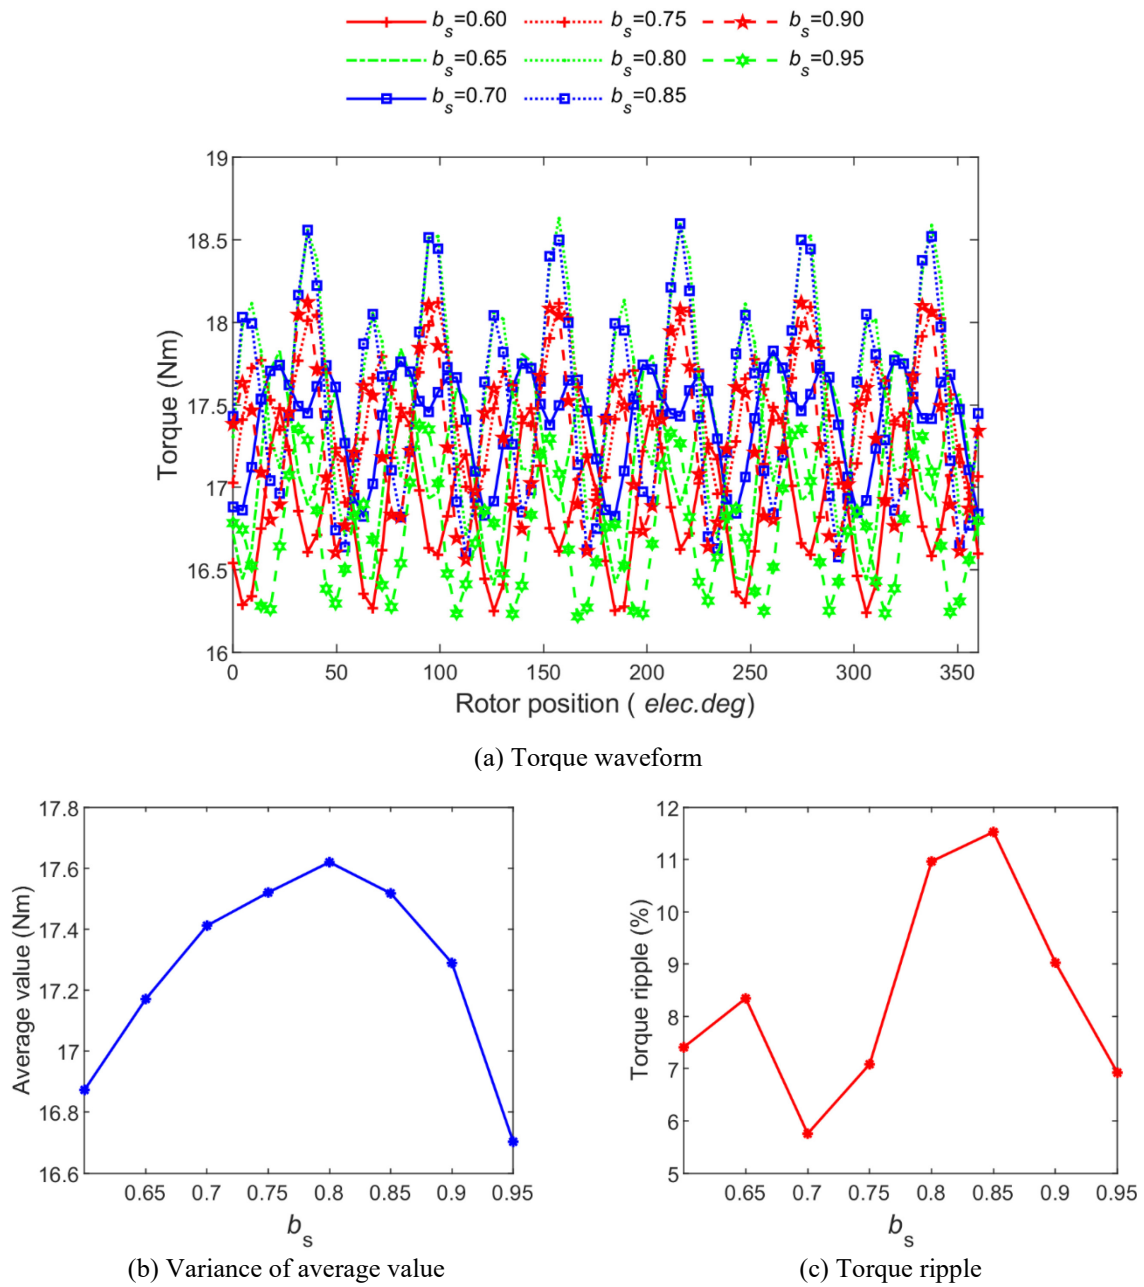 b_s=0.60 b_s=0.75 b_s=0.90
b_s=0.65 b_s=0.80 b_s=0.95
b_s=0.70 b_s=0.85
19
18.5
18
17.5
17
16.5
16
Torque (Nm)
0 50 100 150 200 250 300 350
Rotor position ( elec.deg)
(a) Torque waveform
17.8
17.6
17.4
17.2
17
16.8
16.6
Average value (Nm)
0.65 0.7 0.75 0.8 0.85 0.9 0.95
b_s
(b) Variance of average value
12
11
10
9
8
7
6
5
Torque ripple (%)
0.65 0.7 0.75 0.8 0.85 0.9 0.95
b_s
(c) Torque ripple